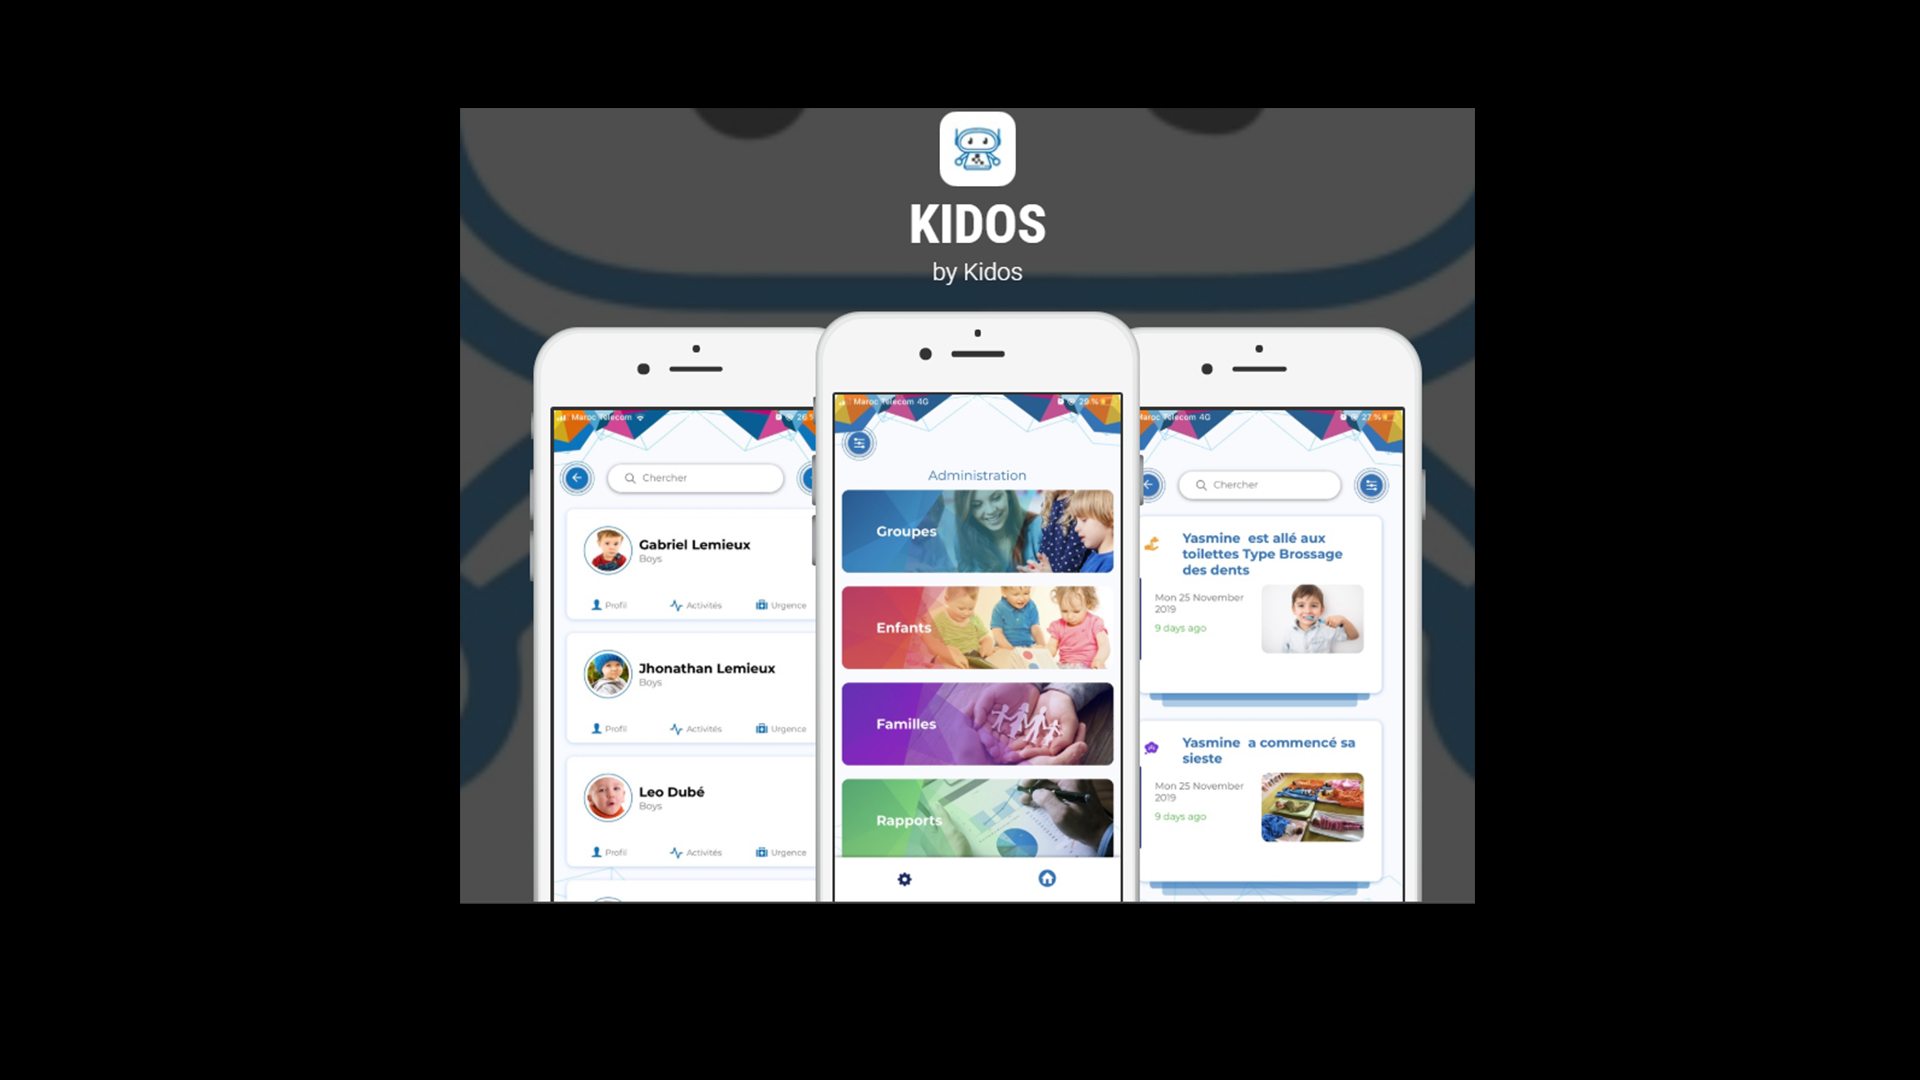 KIDOS
by Kidos
Maroc Telecom
26
Chercher
Gabriel Lemieux
Boys
Profil Activités Urgence
Jhonathan Lemieux
Boys
Profil Activités Urgence
Leo Dubé
Boys
Profil Activités Urgence
Maroc Telecom 4G
29 %
Administration
Groupes
Enfants
Familles
Rapports
Maroc Telecom 4G
27 %
Chercher
Yasmine est allé aux
toilettes Type Brossage
des dents
Mon 25 November
2019
9 days ago
Yasmine a commencé sa
sieste
Mon 25 November
2019
9 days ago